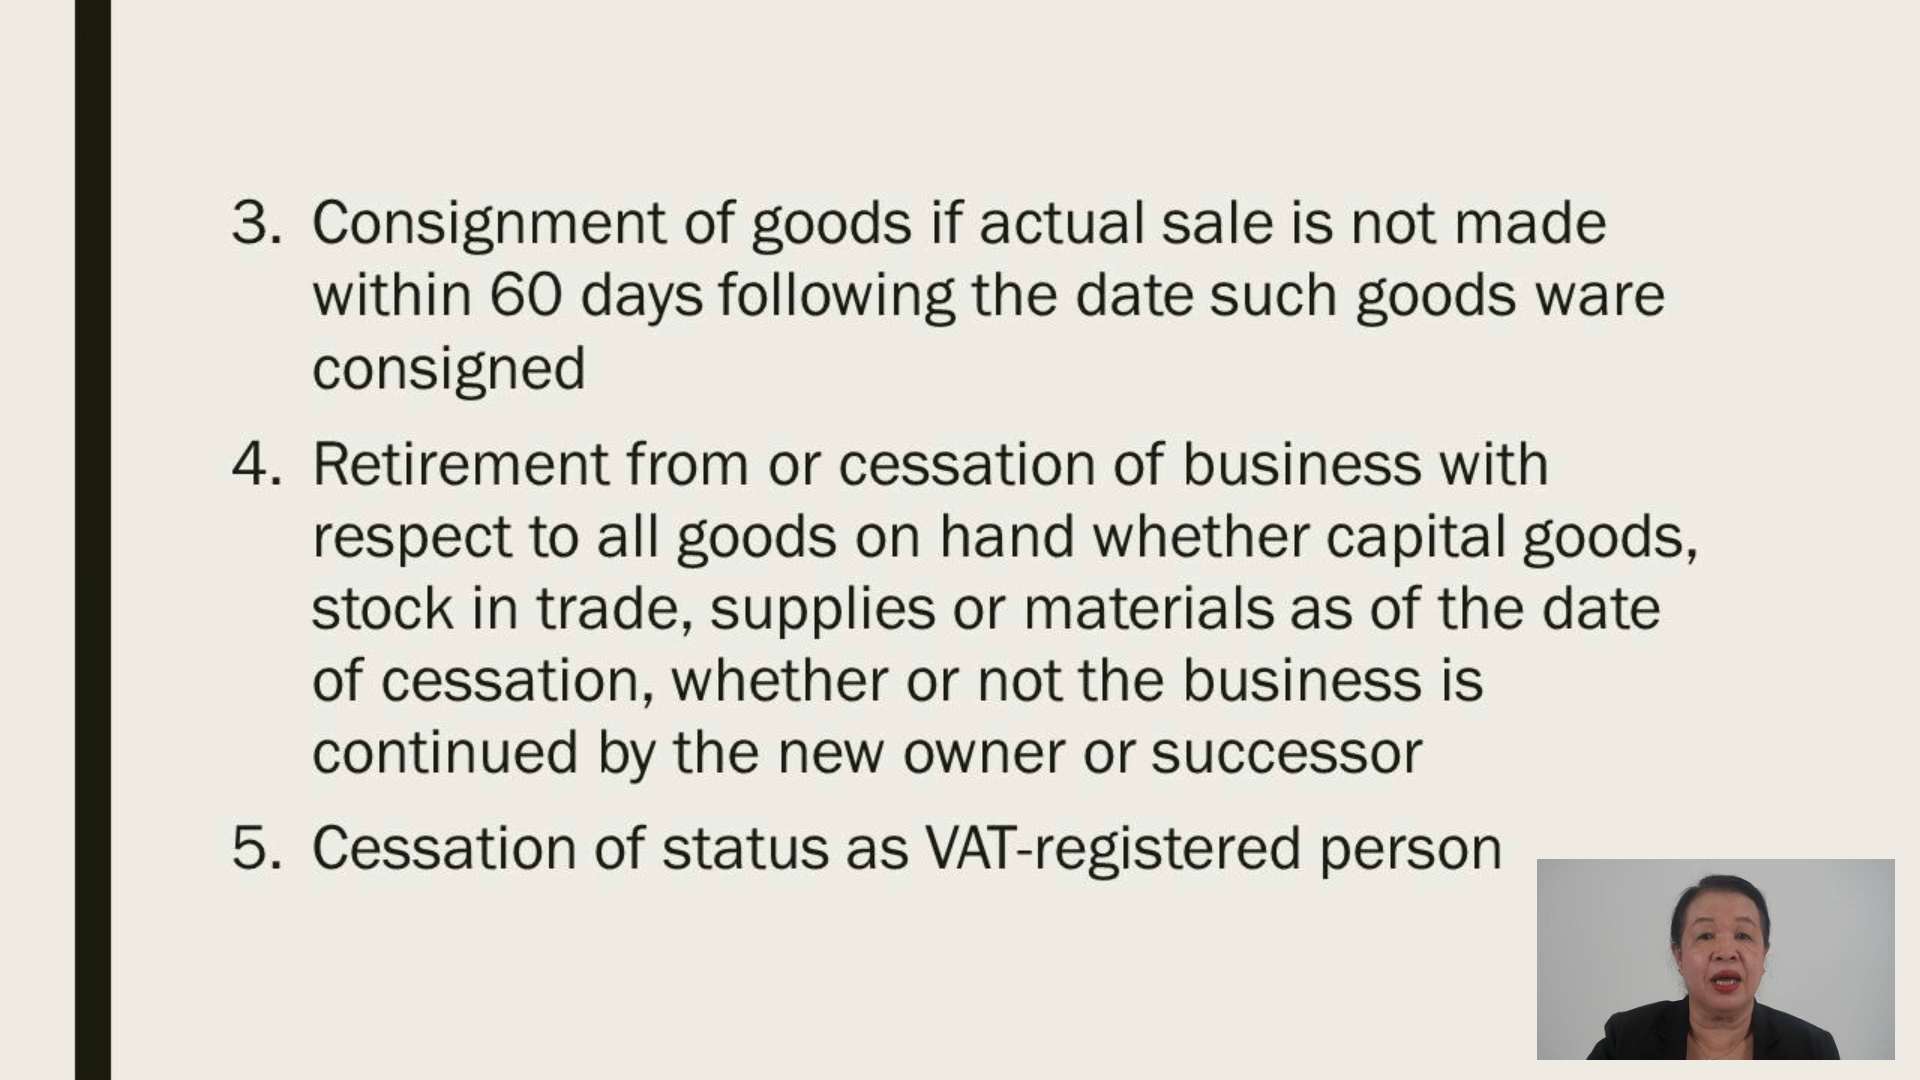 3. Consignment of goods if actual sale is not made
within 60 days following the date such goods ware
consigned
4. Retirement from or cessation of business with
respect to all goods on hand whether capital goods,
stock in trade, supplies or materials as of the date
of cessation, whether or not the business is
continued by the new owner or successor
5. Cessation of status as VAT-registered person